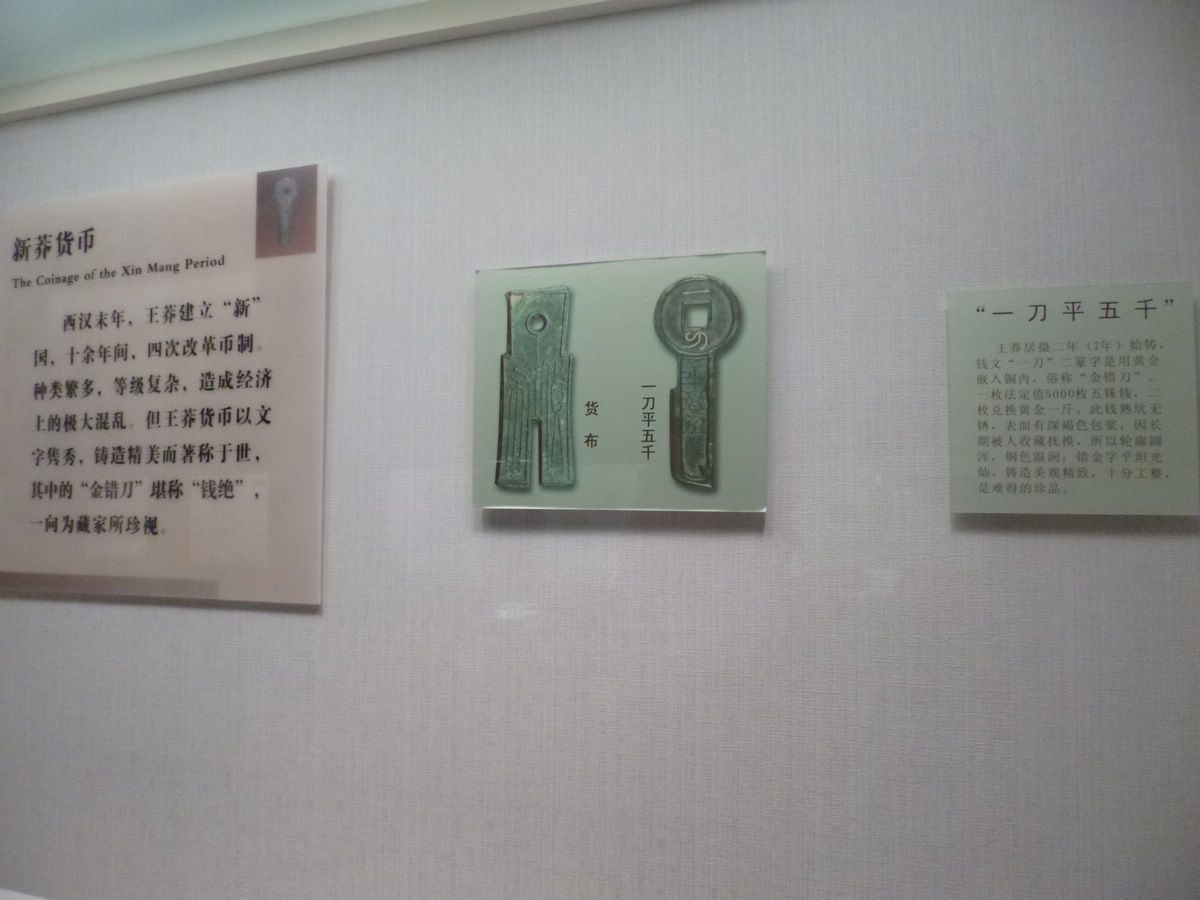 新莽货币
The Coinage of the Xin Mang Period
西汉末年，王莽建立“新”
国，十余年间，四次改革币制。
种类繁多，等级复杂，造成经济
上的极大混乱。但王莽货币以文
字隽秀，铸造精美而著称于世，
其中的“金错刀”堪称“钱绝”，
一向为藏家所珍视。
货布
一刀平五千
“一刀平五千”
王莽居摄二年（7年）始铸，
钱文“一刀”二篆字是用黄金
嵌入铜内，俗称“金错刀”。
一枚法定值5000枚五铢钱，二
枚兑换黄金一斤。此钱熟坑无
锈，表面有深褐色包浆，因长
期被人收藏抚摸，所以轮廓圆
浑，铜色温润；错金字平坦光
灿，铸造美观精致，十分工整，
是难得的珍品。